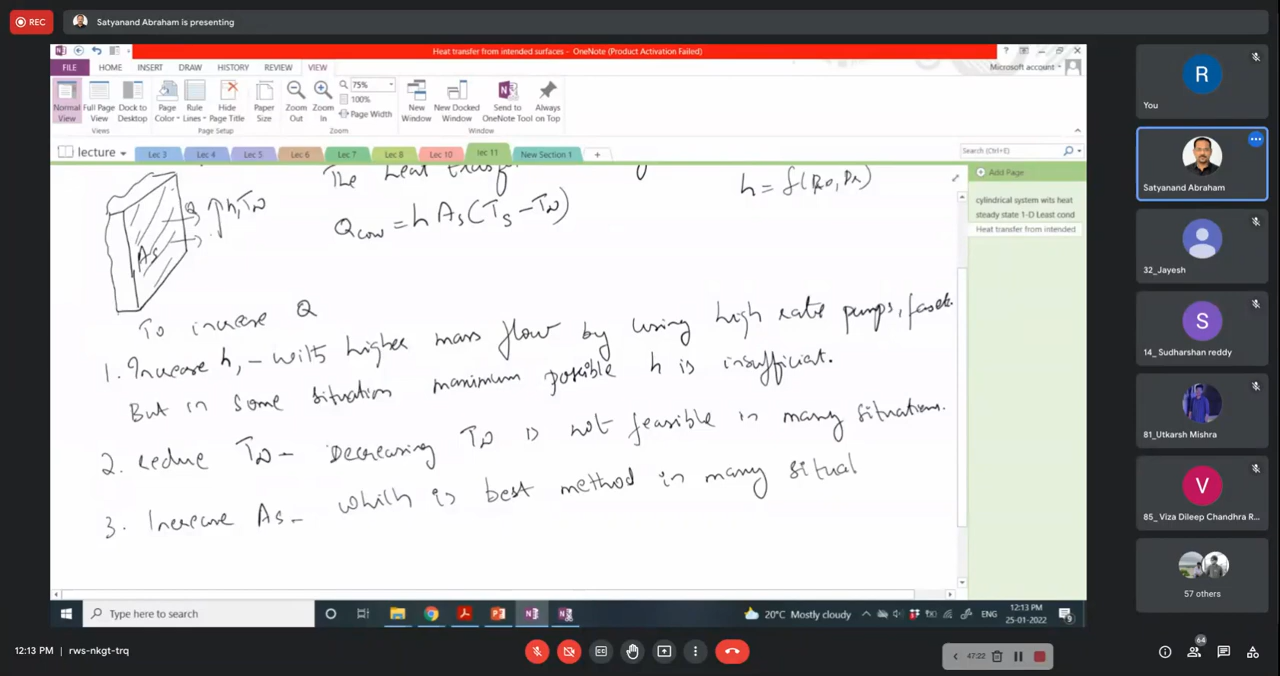 REC
Satyanand Abraham is presenting
Heat transfer from intended surfaces - OneNote (Product Activation Failed)
FILE HOME INSERT DRAW HISTORY REVIEW VIEW
Microsoft account
Normal View
Full Page View
Dock to Desktop
Page Color
Rule Lines
Hide Page Title
Paper Size
Zoom Out
Zoom In
75%
100%
Page Width
New Window
New Docked Window
Send to OneNote Tool
Always on Top
Views
Page Setup
Zoom
Window
lecture
Lec 3
Lec 4
Lec 5
Lec 6
Lec 7
Lec 8
Lec 10
lec 11
New Section 1
Search (Ctrl+E)
Add Page
cylindrical system wits heat
steady state 1-D Least cond
Heat transfer from intended
The heat transf
h = f(Re, Pr)
Q h, T∞
As
Qcov = h As (Ts - T∞)
To increase Q
1. Increase h, - with higher mass flow by using high rate pumps,
But in some situation maximum possible h is insufficiat.
2. reduce T∞ - Decreasing T∞ is not feasible in many situations.
3. Increase As - which is best method in many situal
Type here to search
20°C Mostly cloudy
ENG
12:13 PM
25-01-2022
9
R
You
Satyanand Abraham
32_Jayesh
S
14_ Sudharshan reddy
81_Utkarsh Mishra
V
85_ Viza Dileep Chandhra R...
57 others
12:13 PM | rws-nkgt-trq
47:22
64